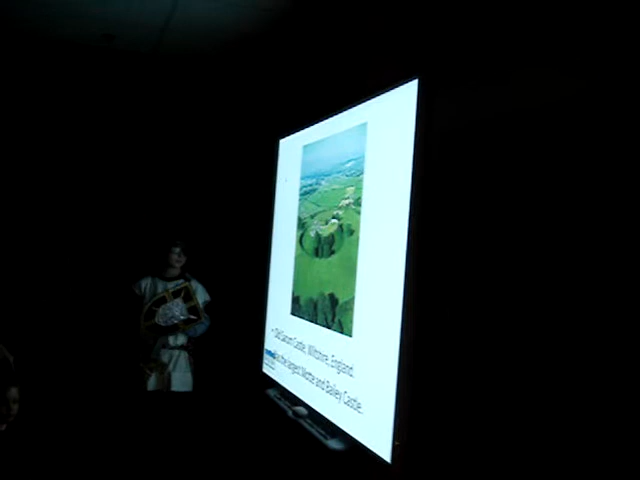 • Old Sarum Castle, Wiltshire, England.
the largest Motte and Bailey Castle.